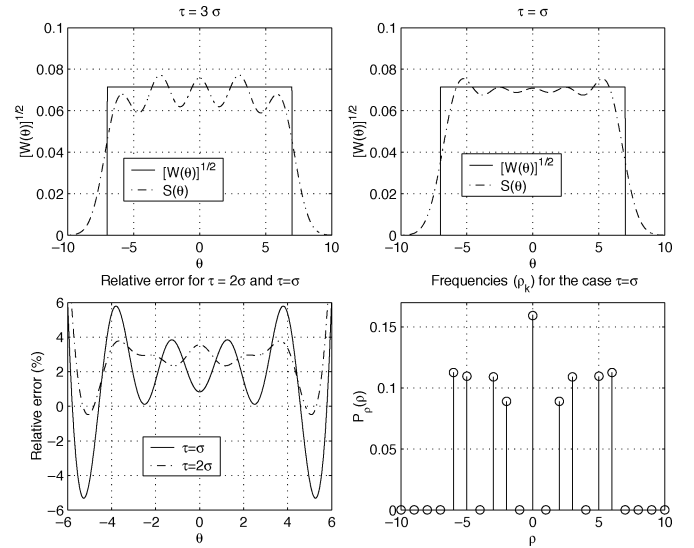 τ = 3 σ
[W(θ)]^{1/2}
0.1
0.08
0.06
0.04
0.02
0
[W(θ)]^{1/2}
S(θ)
−10
−5
0
5
10
θ
τ = σ
[W(θ)]^{1/2}
0.1
0.08
0.06
0.04
0.02
0
[W(θ)]^{1/2}
S(θ)
−10
−5
0
5
10
θ
Relative error for τ = 2σ and τ=σ
Relative error (%)
6
4
2
0
−2
−4
−6
τ=σ
τ=2σ
−6
−4
−2
0
2
4
6
θ
Frequencies (ρ_k) for the case τ=σ
P_ρ(ρ)
0.15
0.1
0.05
0
−10
−5
0
5
10
ρ